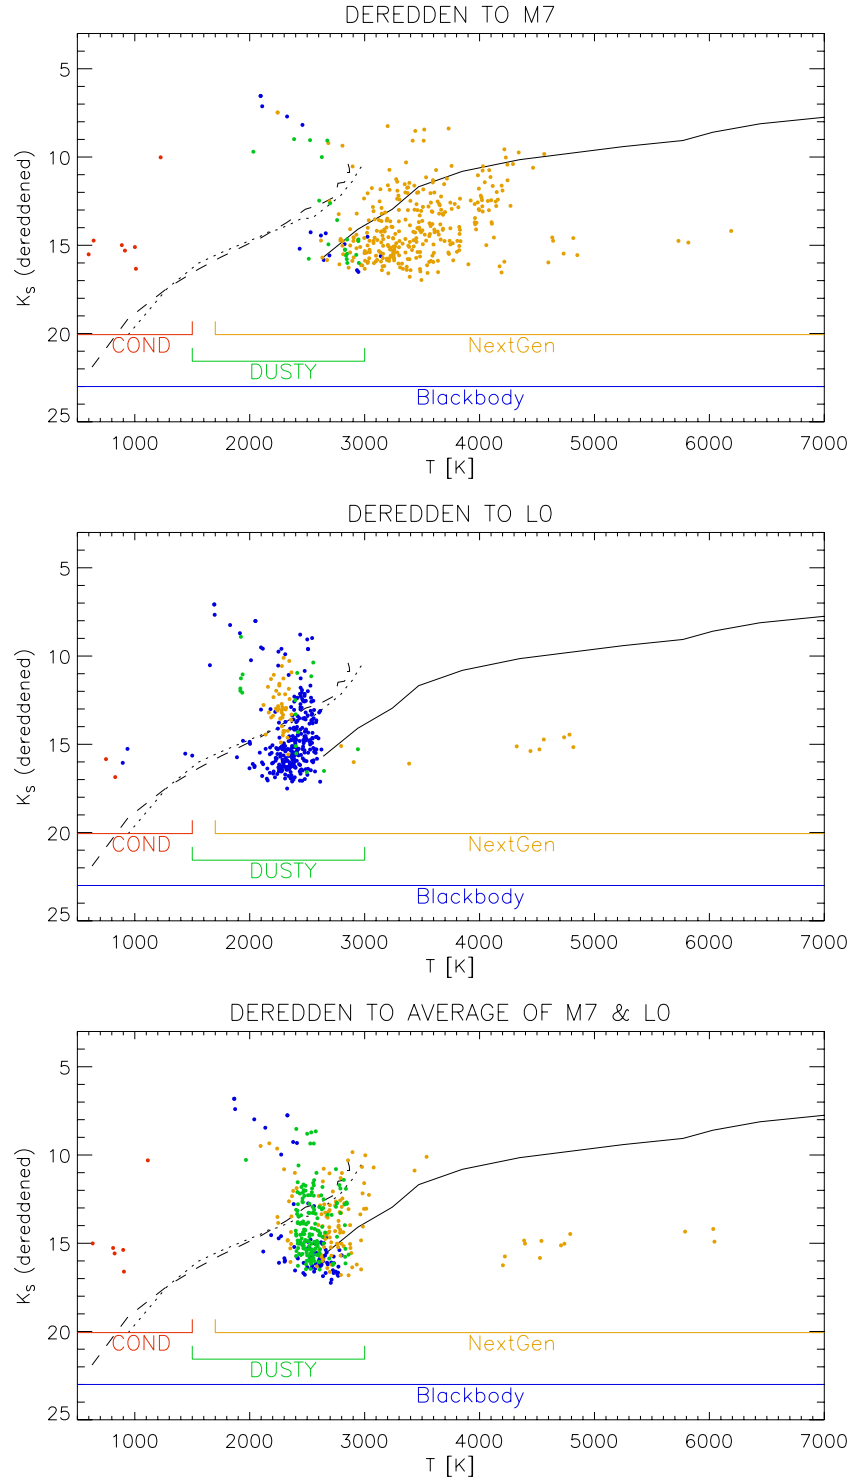 DEREDDEN TO M7
5
10
15
20
25
K_S (dereddened)
COND
NextGen
DUSTY
Blackbody
1000 2000 3000 4000 5000 6000 7000
T [K]
DEREDDEN TO L0
5
10
15
20
25
K_S (dereddened)
COND
NextGen
DUSTY
Blackbody
1000 2000 3000 4000 5000 6000 7000
T [K]
DEREDDEN TO AVERAGE OF M7 & L0
5
10
15
20
25
K_S (dereddened)
COND
NextGen
DUSTY
Blackbody
1000 2000 3000 4000 5000 6000 7000
T [K]